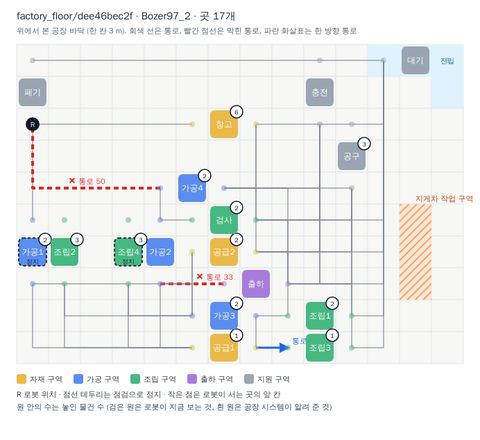 factory_floor/dee46bec2f · Bozer97_2 · 곳 17개
위에서 본 공장 바닥 (한 칸 3 m). 회색 선은 통로, 빨간 점선은 막힌 통로, 파란 화살표는 한 방향 통로
대기
진입
폐기
충전
R
창고
6
공구
3
✖ 통로 50
가공4
2
지게차 작업 구역
검사
2
가공1
2
정지
조립2
3
조립4
3
정지
가공2
공급2
2
✖ 통로 33
출하
가공3
2
조립1
2
공급1
1
통로
조립3
1
자재 구역
가공 구역
조립 구역
출하 구역
지원 구역
R 로봇 위치 · 점선 테두리는 점검으로 정지 · 작은 점은 로봇이 서는 곳의 앞 칸
원 안의 수는 놓인 물건 수 (검은 원은 로봇이 지금 보는 것, 흰 원은 공장 시스템이 알려 준 것)